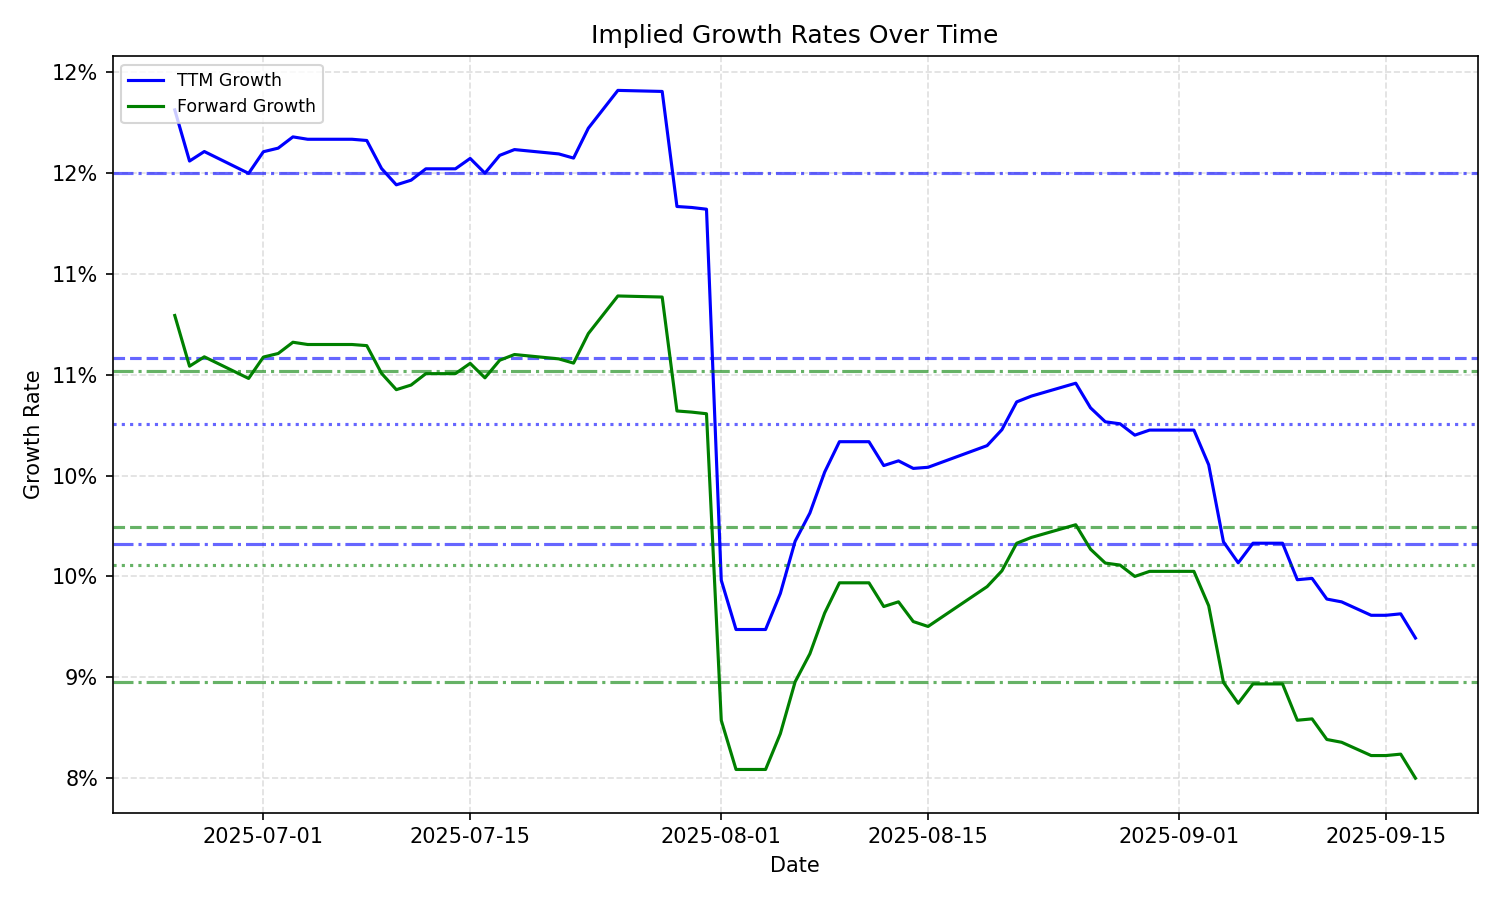 Implied Growth Rates Over Time
TTM Growth
Forward Growth
12%
12%
11%
11%
10%
10%
9%
8%
Growth Rate
2025-07-01
2025-07-15
2025-08-01
2025-08-15
2025-09-01
2025-09-15
Date